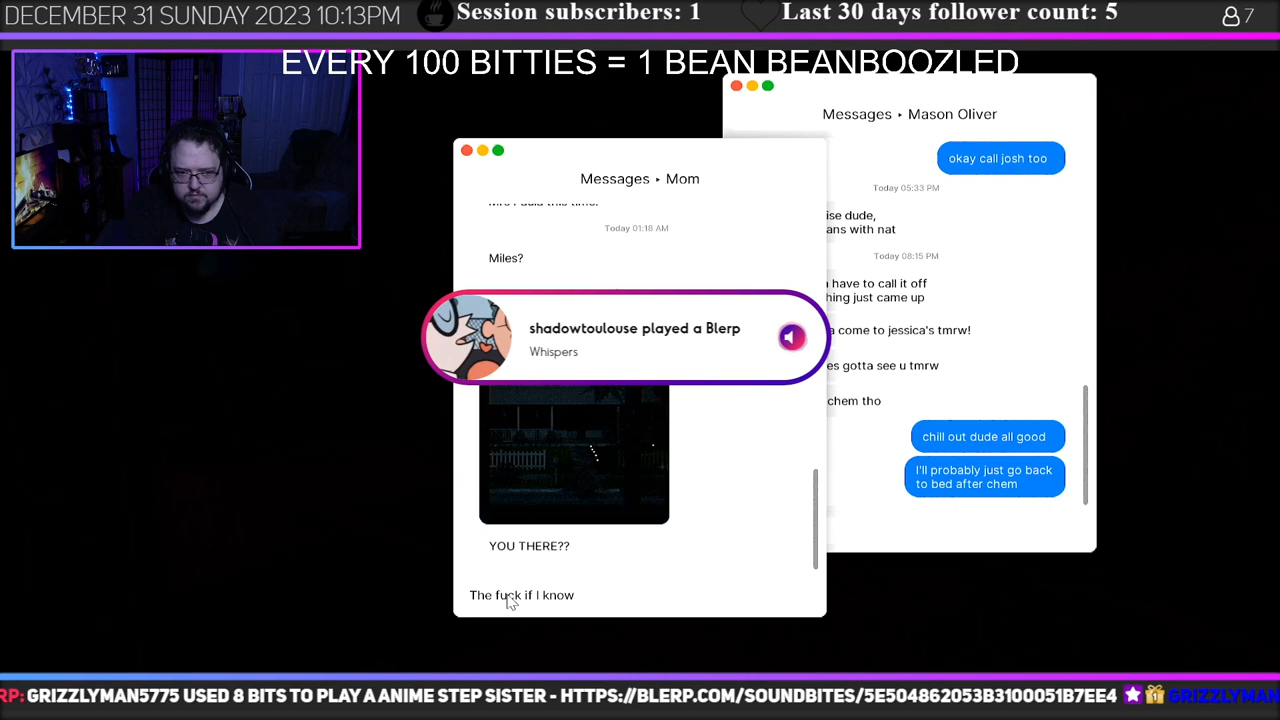 DECEMBER 31 SUNDAY 2023 10:13PM
Session subscribers: 1
Last 30 days follower count: 5
7
EVERY 100 BITTIES = 1 BEAN BEANBOOZLED
Messages ‣ Mason Oliver
okay call josh too
Today 05:33 PM
ise dude,
ans with nat
Today 08:15 PM
have to call it off
hing just came up
a come to jessica's tmrw!
es gotta see u tmrw
chem tho
chill out dude all good
I'll probably just go back
to bed after chem
Messages ‣ Mom
Today 01:18 AM
Miles?
shadowtoulouse played a Blerp
Whispers
YOU THERE??
The fuck if I know
RP: GRIZZLYMAN5775 USED 8 BITS TO PLAY A ANIME STEP SISTER - HTTPS://BLERP.COM/SOUNDBITES/5E504862053B3100051B7EE4 GRIZZLYMAN